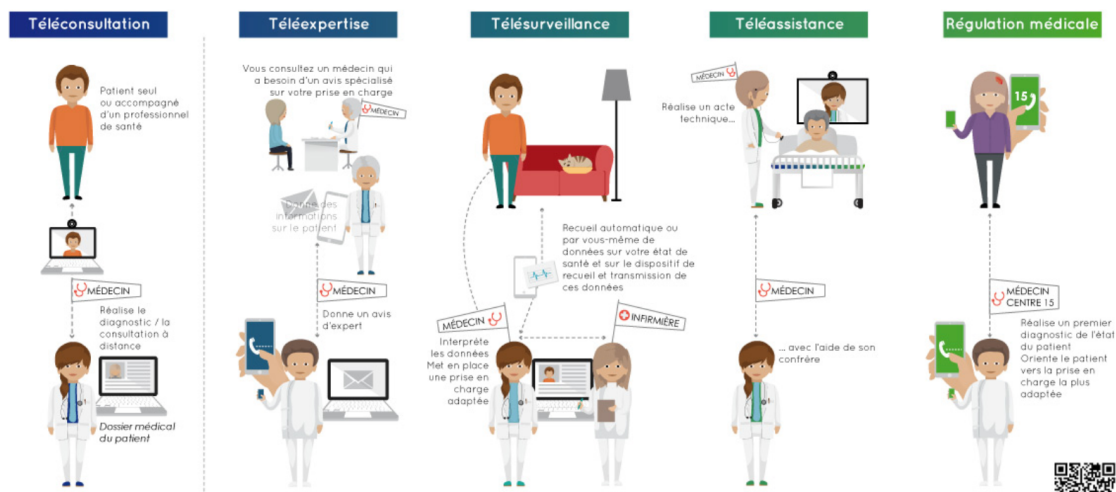 Téléconsultation
Patient seul
ou accompagné
d'un professionnel
de santé
MÉDECIN
Réalise le
diagnostic / la
consultation à
distance
Dossier médical
du patient
Téléexpertise
Vous consultez un médecin qui
a besoin d'un avis spécialisé
sur votre prise en charge
MÉDECIN
Donne des
informations
sur le patient
MÉDECIN
Donne un avis
d'expert
Télésurveillance
Recueil automatique ou
par vous-même de
données sur votre état de
santé et sur le dispositif de
recueil et transmission de
ces données
MÉDECIN
INFIRMIÈRE
Interprète
les données
Met en place
une prise en
charge
adaptée
Téléassistance
MÉDECIN
Réalise un acte
technique...
MÉDECIN
... avec l'aide de son
confrére
Régulation médicale
15
MÉDECIN
CENTRE 15
Réalise un premier
diagnostic de l'état
du patient
Oriente le patient
vers la prise en
charge la plus
adaptée